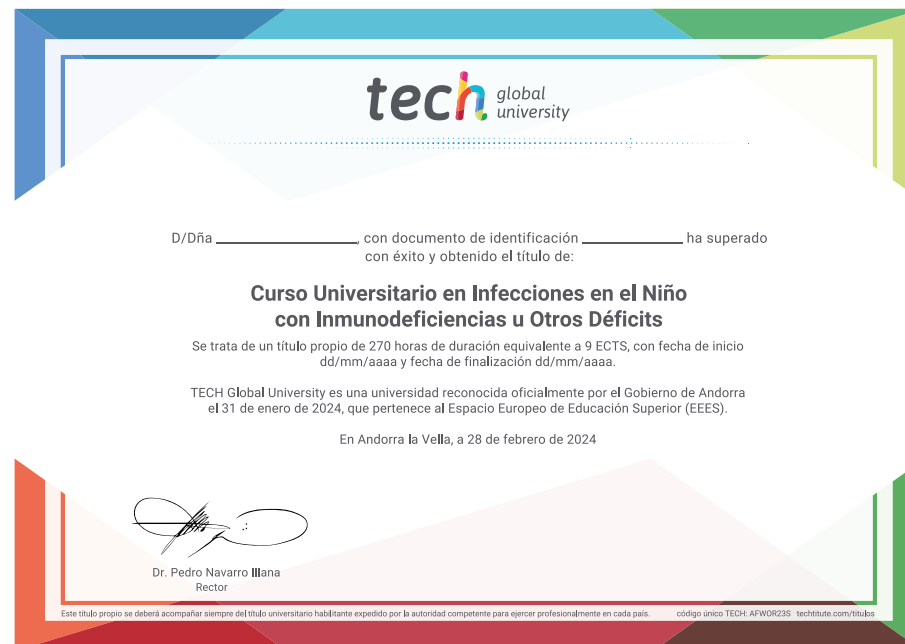 tech global
university
D/Dña ____________________, con documento de identificación ______________ ha superado
con éxito y obtenido el título de:
Curso Universitario en Infecciones en el Niño
con Inmunodeficiencias u Otros Déficits
Se trata de un título propio de 270 horas de duración equivalente a 9 ECTS, con fecha de inicio
dd/mm/aaaa y fecha de finalización dd/mm/aaaa.
TECH Global University es una universidad reconocida oficialmente por el Gobierno de Andorra
el 31 de enero de 2024, que pertenece al Espacio Europeo de Educación Superior (EEES).
En Andorra la Vella, a 28 de febrero de 2024
Dr. Pedro Navarro Illana
Rector
Este título propio se deberá acompañar siempre del título universitario habilitante expedido por la autoridad competente para ejercer profesionalmente en cada país. código único TECH: AFWOR23S techtitute.com/titulos